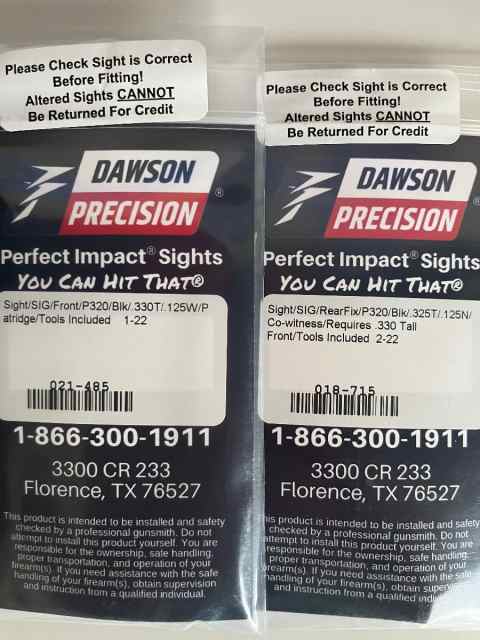 Please Check Sight is Correct
Before Fitting!
Altered Sights CANNOT
Be Returned For Credit
DAWSON
PRECISION®
Perfect Impact® Sights
YOU CAN HIT THAT®
Sight/SIG/Front/P320/Blk/.330T/.125W/P
atridge/Tools Included 1-22
021-485
1-866-300-1911
3300 CR 233
Florence, TX 76527
This product is intended to be installed and safety
checked by a professional gunsmith. Do not
attempt to install this product yourself. You are
responsible for the ownership, safe handling,
proper transportation, and operation of your
firearm(s). If you need assistance with the safe
handling of your firearm(s), obtain supervision
and instruction from a qualified individual.
Please Check Sight is Correct
Before Fitting!
Altered Sights CANNOT
Be Returned For Credit
DAWSON
PRECISION®
Perfect Impact® Sights
YOU CAN HIT THAT®
Sight/SIG/RearFix/P320/Blk/.325T/.125N/
Co-witness/Requires .330 Tall
Front/Tools Included 2-22
018-715
1-866-300-1911
3300 CR 233
Florence, TX 76527
This product is intended to be installed and safety
checked by a professional gunsmith. Do not
attempt to install this product yourself. You are
responsible for the ownership, safe handling,
proper transportation, and operation of your
firearm(s). If you need assistance with the safe
handling of your firearm(s), obtain supervision
and instruction from a qualified